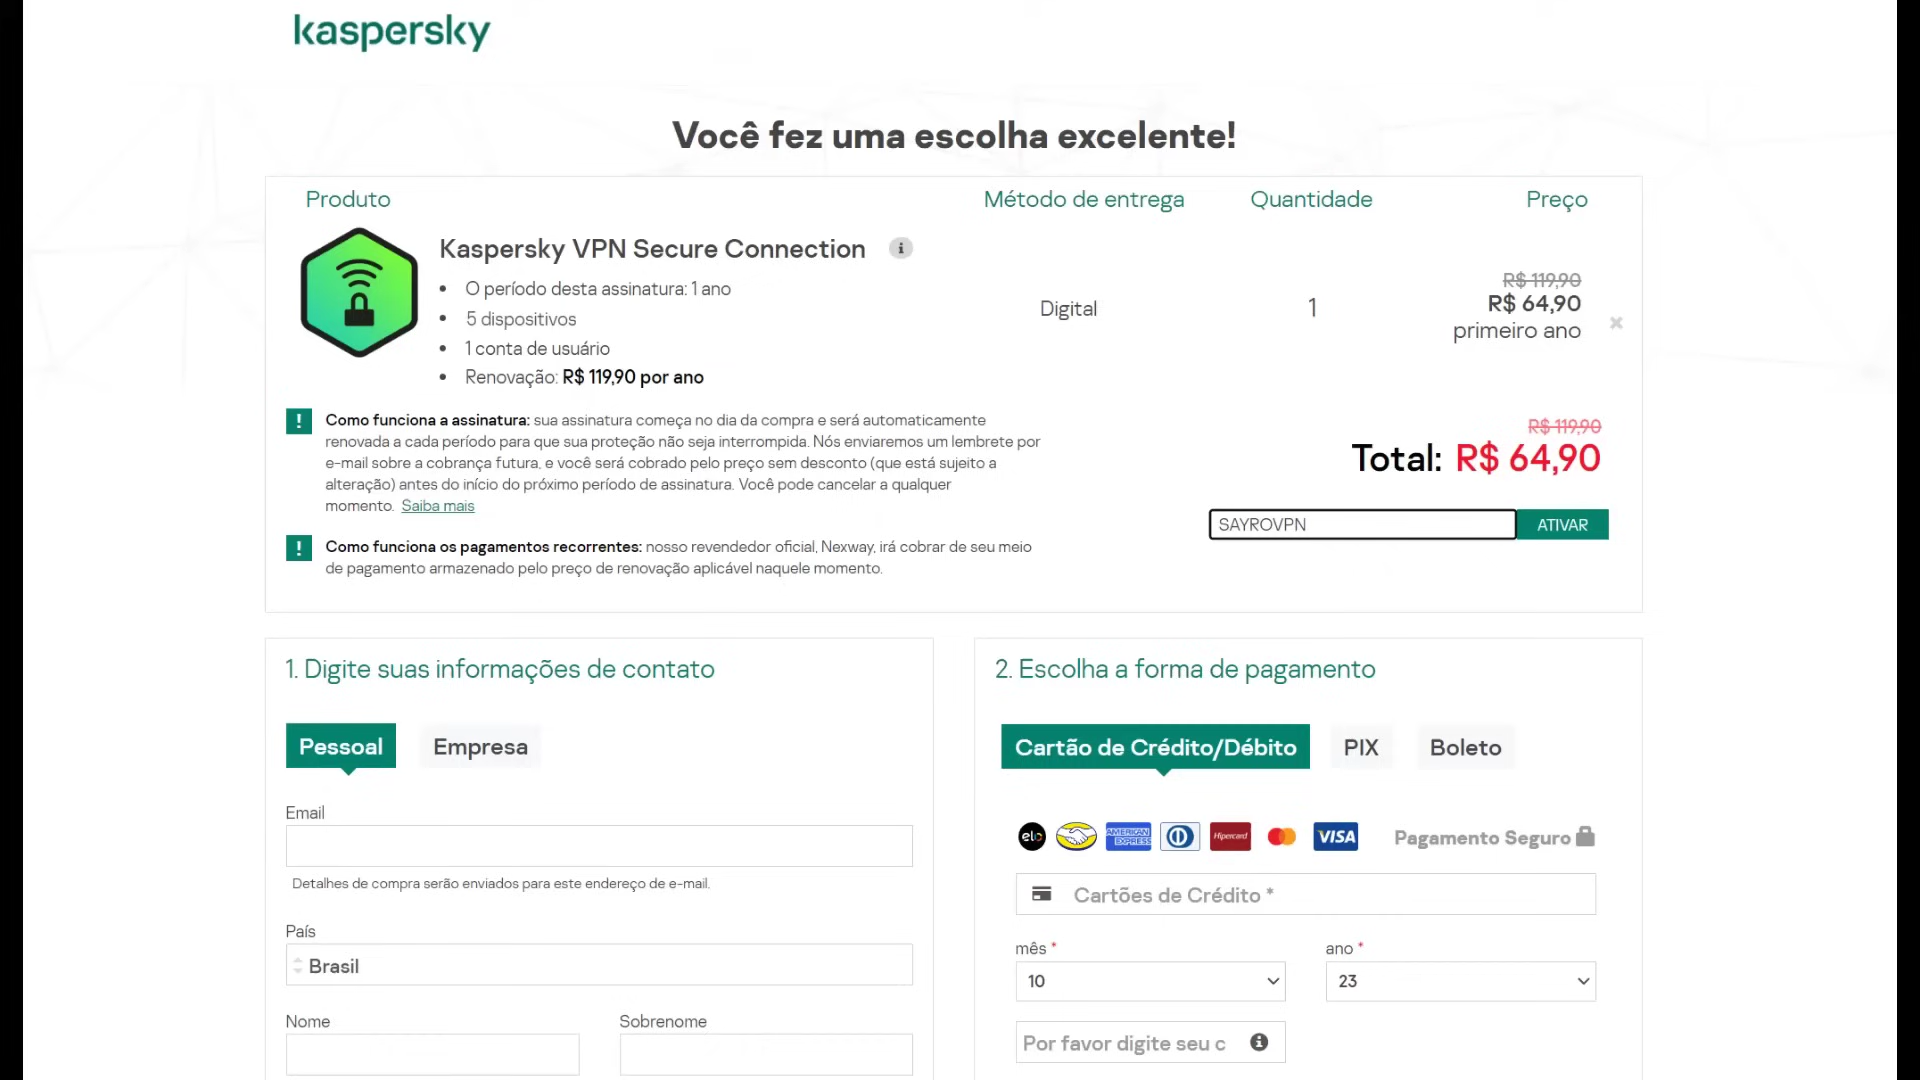 kaspersky
Você fez uma escolha excelente!
Produto
Método de entrega
Quantidade
Preço
Kaspersky VPN Secure Connection
O período desta assinatura: 1 ano
5 dispositivos
1 conta de usuário
Renovação: R$ 119,90 por ano
Digital
1
R$ 119,90
R$ 64,90
primeiro ano
Como funciona a assinatura: sua assinatura começa no dia da compra e será automaticamente
renovada a cada período para que sua proteção não seja interrompida. Nós enviaremos um lembrete por
e-mail sobre a cobrança futura, e você será cobrado pelo preço sem desconto (que está sujeito a
alteração) antes do início do próximo período de assinatura. Você pode cancelar a qualquer
momento. Saiba mais
Como funciona os pagamentos recorrentes: nosso revendedor oficial, Nexway, irá cobrar de seu meio
de pagamento armazenado pelo preço de renovação aplicável naquele momento.
R$ 119,90
Total: R$ 64,90
SAYROVPN
ATIVAR
1. Digite suas informações de contato
Pessoal
Empresa
Email
Detalhes de compra serão enviados para este endereço de e-mail.
País
Brasil
Nome
Sobrenome
2. Escolha a forma de pagamento
Cartão de Crédito/Débito
PIX
Boleto
elo
AMERICAN
EXPRESS
Hipercard
VISA
Pagamento Seguro
Cartões de Crédito *
mês *
ano *
10
23
Por favor digite seu c